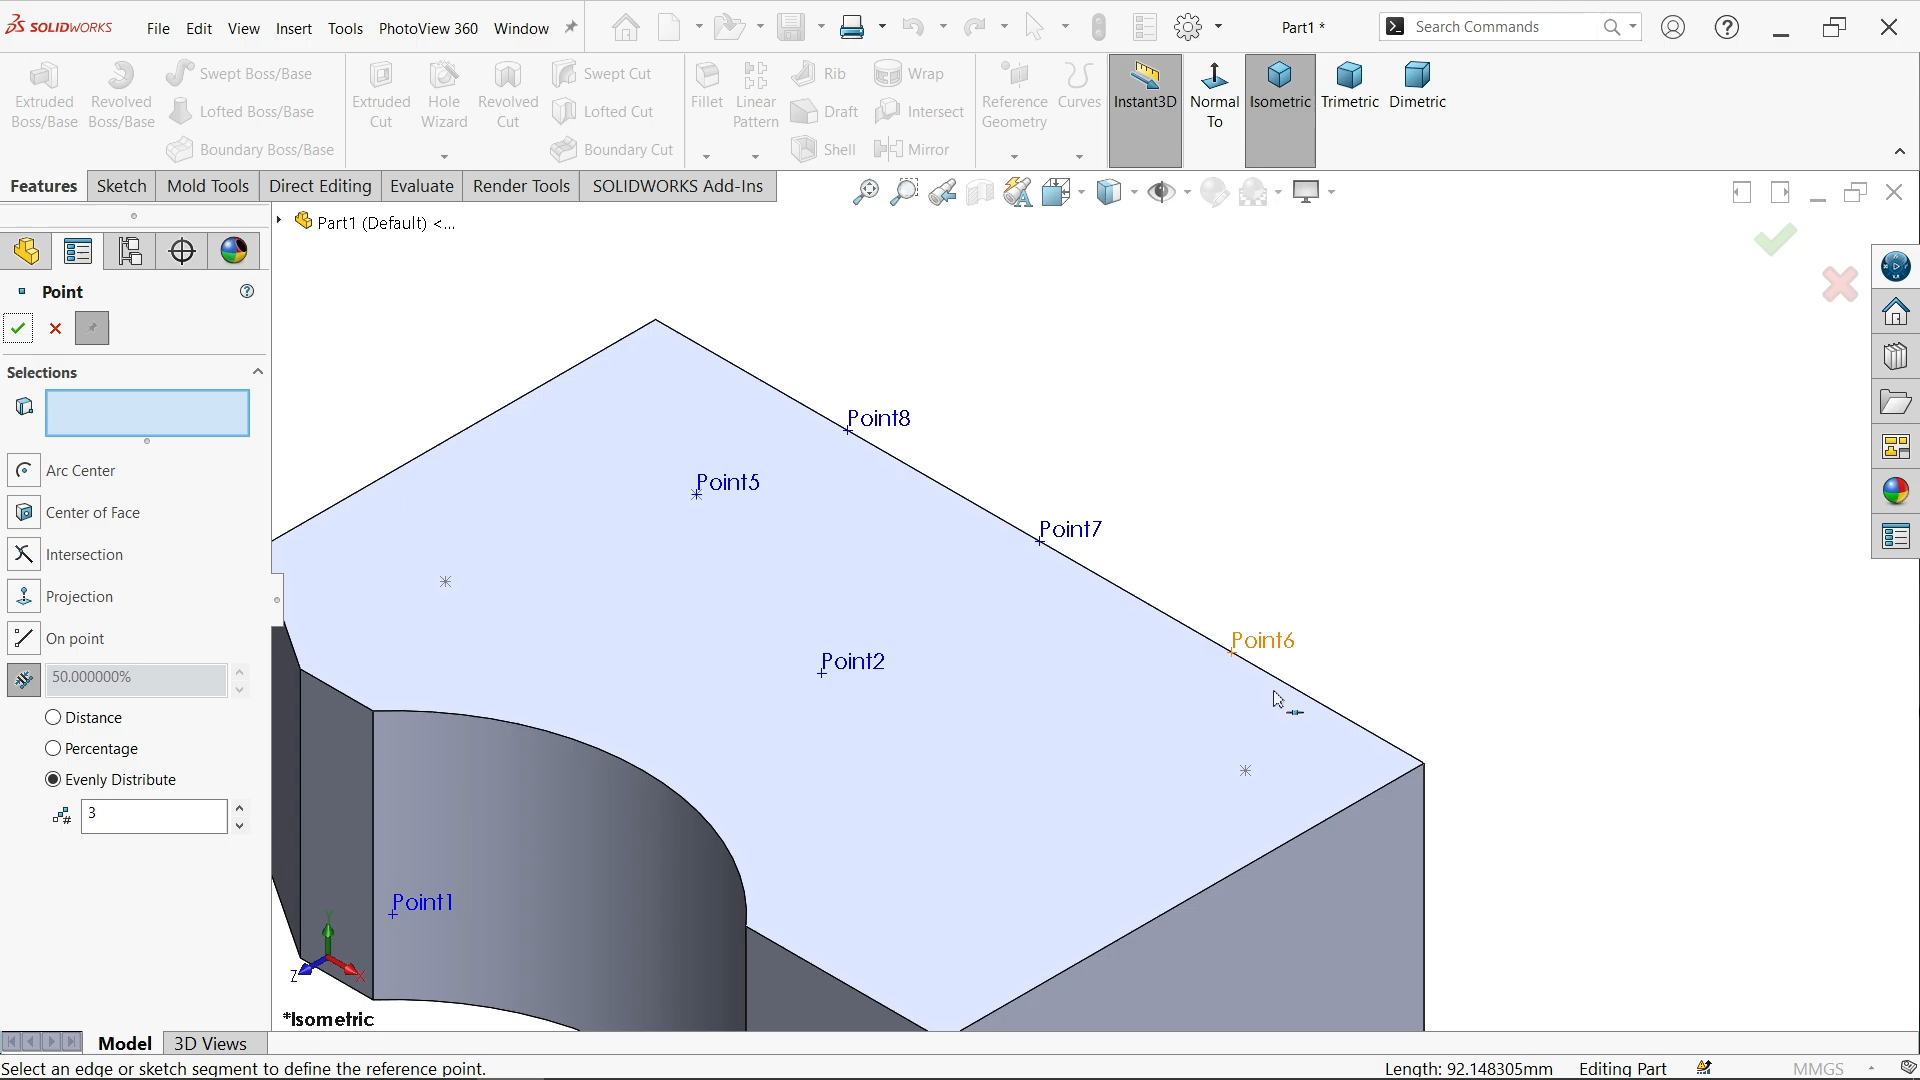 SOLIDWORKS File Edit View Insert Tools PhotoView 360 Window Part1 * Search Commands
Extruded Boss/Base
Revolved Boss/Base
Swept Boss/Base
Lofted Boss/Base
Boundary Boss/Base
Extruded Cut
Hole Wizard
Revolved Cut
Swept Cut
Lofted Cut
Boundary Cut
Fillet
Linear Pattern
Rib
Draft
Shell
Wrap
Intersect
Mirror
Reference Geometry
Curves
Instant3D
Normal To
Isometric
Trimetric
Dimetric
Features Sketch Mold Tools Direct Editing Evaluate Render Tools SOLIDWORKS Add-Ins
Part1 (Default) <...
Point
Selections
Arc Center
Center of Face
Intersection
Projection
On point
50.000000%
Distance
Percentage
Evenly Distribute
3
Point8
Point5
Point7
Point6
Point2
Point1
Y
Z
X
*Isometric
Model 3D Views
Select an edge or sketch segment to define the reference point. Length: 92.148305mm Editing Part MMGS